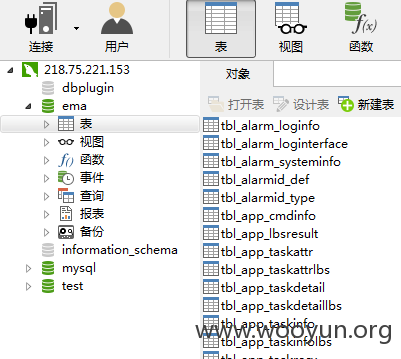 连接 用户 表 视图 函数
218.75.221.153
dbplugin
ema
表
视图
函数
事件
查询
报表
备份
information_schema
mysql
test
对象
打开表 设计表 新建表
tbl_alarm_loginfo
tbl_alarm_loginterface
tbl_alarm_systeminfo
tbl_alarmid_def
tbl_alarmid_type
tbl_app_cmdinfo
tbl_app_lbsresult
tbl_app_taskattr
tbl_app_taskattrlbs
tbl_app_taskdetail
tbl_app_taskdetaillbs
tbl_app_taskinfo
tbl_app_taskinfolbs
www.wooyun.org